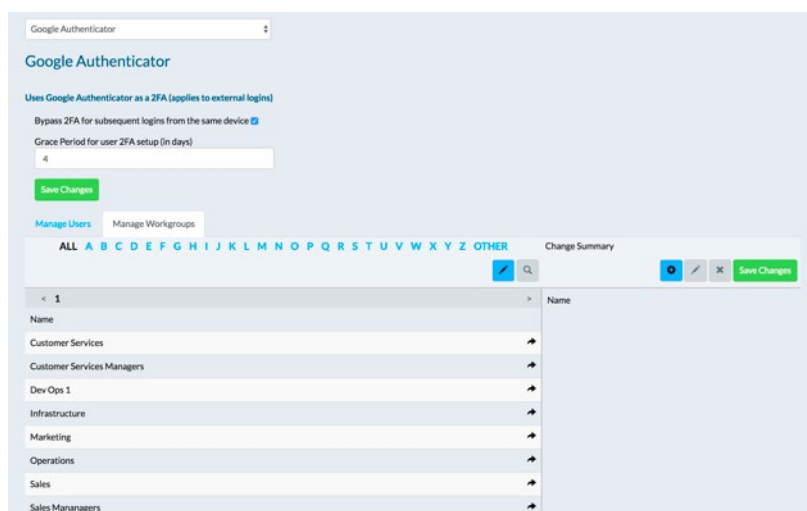 Google Authenticator
Google Authenticator
Uses Google Authenticator as a 2FA (applies to external logins)
Bypass 2FA for subsequent logins from the same device
Grace Period for user 2FA setup (in days)
4
Save Changes
Manage Users Manage Workgroups
ALL A B C D E F G H I J K L M N O P Q R S T U V W X Y Z OTHER Change Summary
Save Changes
< 1 > Name
Name
Customer Services
Customer Services Managers
Dev Ops 1
Infrastructure
Marketing
Operations
Sales
Sales Mananagers